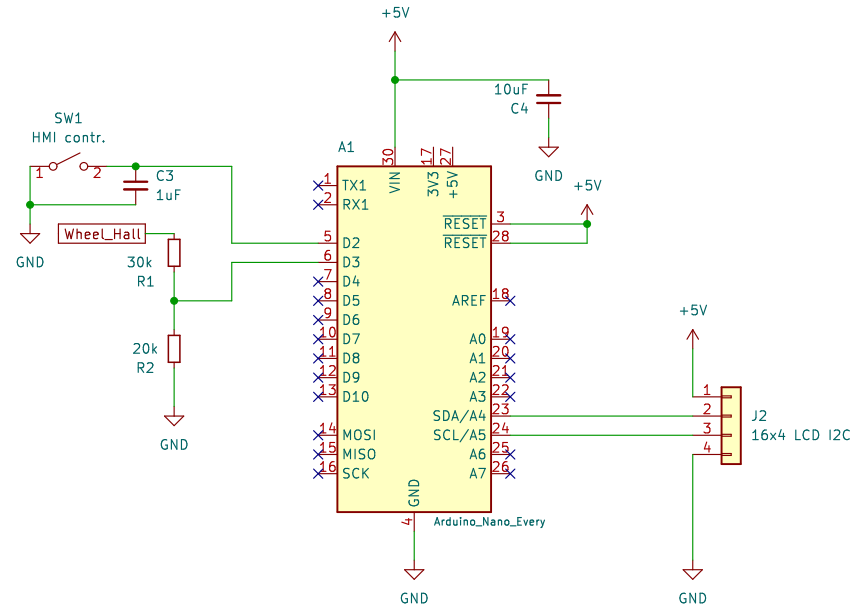 +5V
10uF
C4
GND
SW1
HMI contr.
1
2
C3
1uF
GND
Wheel_Hall
30k
R1
20k
R2
GND
A1
30
VIN
17
3V3
27
+5V
1 TX1
2 RX1
5 D2
6 D3
7 D4
8 D5
9 D6
10 D7
11 D8
12 D9
13 D10
14 MOSI
15 MISO
16 SCK
RESET 3
RESET 28
+5V
AREF 18
A0 19
A1 20
A2 21
A3 22
SDA/A4 23
SCL/A5 24
A6 25
A7 26
GND
4
Arduino_Nano_Every
GND
+5V
1
2
3
4
J2
16x4 LCD I2C
GND